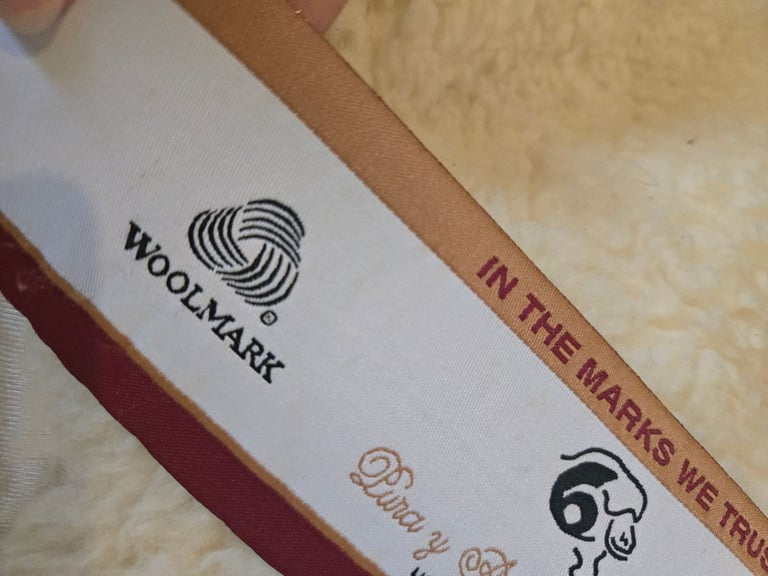 IN THE MARKS WE TRUS
WOOLMARK
Pura y